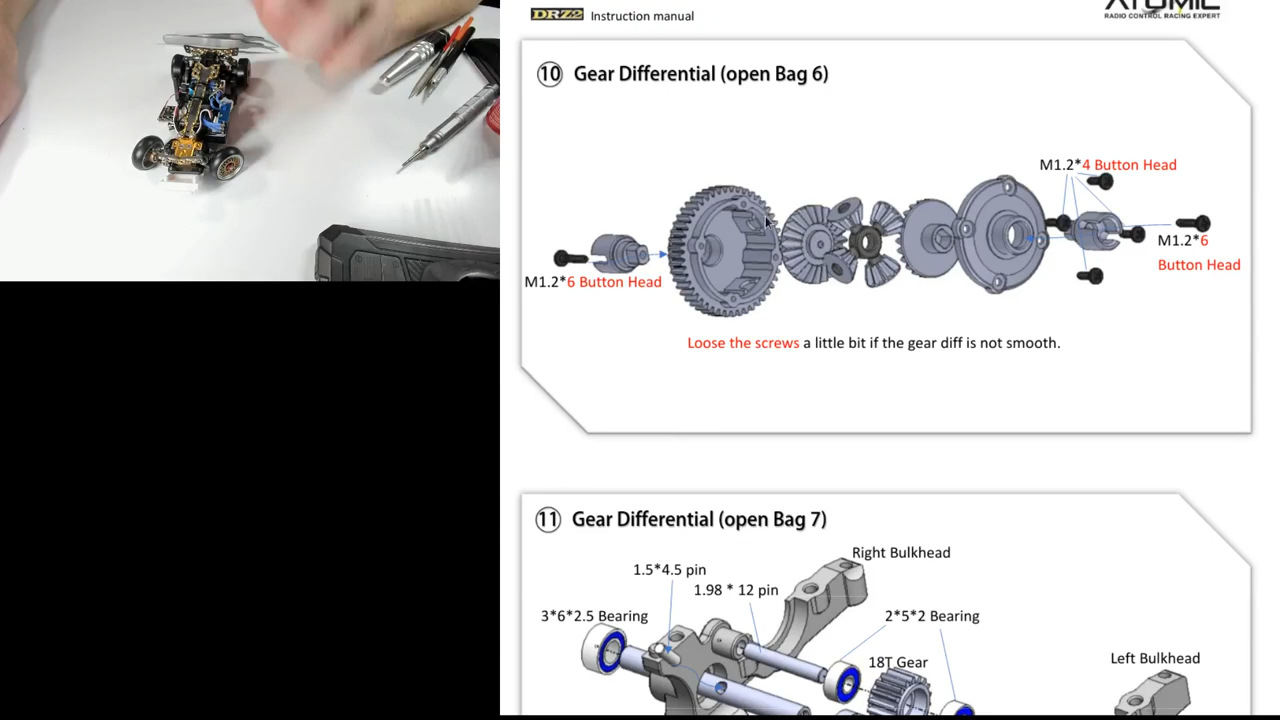 DRZ2 Instruction manual
ATOMIC
RADIO CONTROL RACING EXPERT
10 Gear Differential (open Bag 6)
M1.2*4 Button Head
M1.2*6 Button Head
M1.2*6
Button Head
Loose the screws a little bit if the gear diff is not smooth.
11 Gear Differential (open Bag 7)
Right Bulkhead
1.5*4.5 pin
1.98 * 12 pin
3*6*2.5 Bearing
2*5*2 Bearing
18T Gear
Left Bulkhead